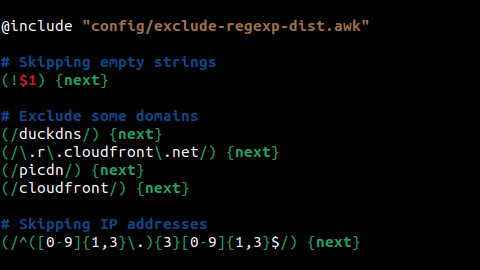 @include "config/exclude-regexp-dist.awk"
# Skipping empty strings
(!$1) {next}
# Exclude some domains
(/duckdns/) {next}
(/\.r\.cloudfront\.net/) {next}
(/picdn/) {next}
(/cloudfront/) {next}
# Skipping IP addresses
(/^([0-9]{1,3}\.){3}[0-9]{1,3}$/) {next}